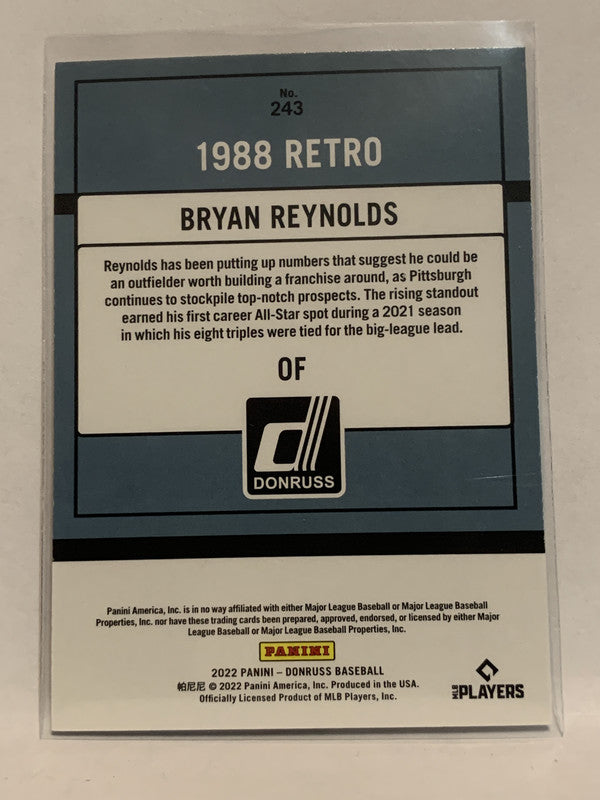 No.
243
1988 RETRO
BRYAN REYNOLDS
Reynolds has been putting up numbers that suggest he could be
an outfielder worth building a franchise around, as Pittsburgh
continues to stockpile top-notch prospects. The rising standout
earned his first career All-Star spot during a 2021 season
in which his eight triples were tied for the big-league lead.
OF
d
DONRUSS
Panini America, Inc. is in no way affiliated with either Major League Baseball or Major League Baseball
Properties, Inc. nor have these trading cards been prepared, approved, endorsed, or licensed by either Major
League Baseball or Major League Baseball Properties, Inc.
PANINI
2022 PANINI – DONRUSS BASEBALL
帕尼尼 © 2022 Panini America, Inc. Produced in the USA.
Officially Licensed Product of MLB Players, Inc.
MLB PLAYERS